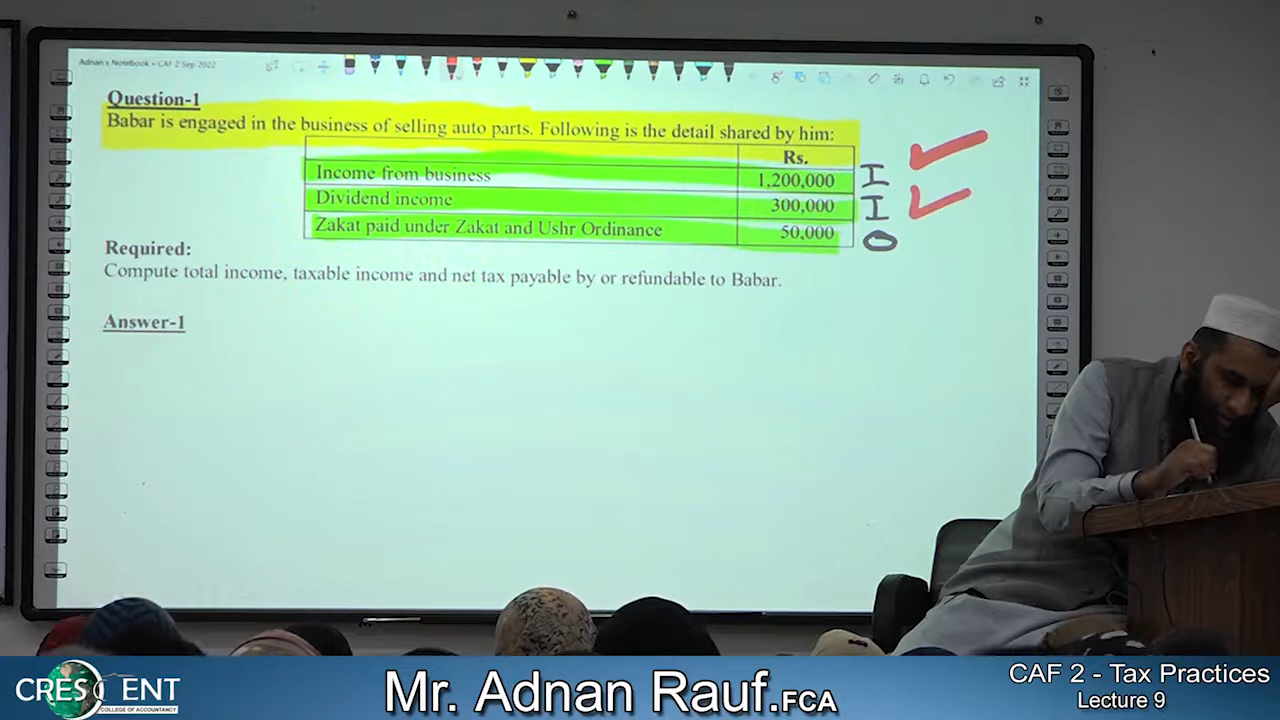 Adnan's Notebook » CAF 2 Sep 2022
Question-1
Babar is engaged in the business of selling auto parts. Following is the detail shared by him:
Rs.
Income from business 1,200,000 I
Dividend income 300,000 I
Zakat paid under Zakat and Ushr Ordinance 50,000 O
Required:
Compute total income, taxable income and net tax payable by or refundable to Babar.
Answer-1
CRESCENT
COLLEGE OF ACCOUNTANCY
Mr. Adnan Rauf.FCA
CAF 2 - Tax Practices
Lecture 9